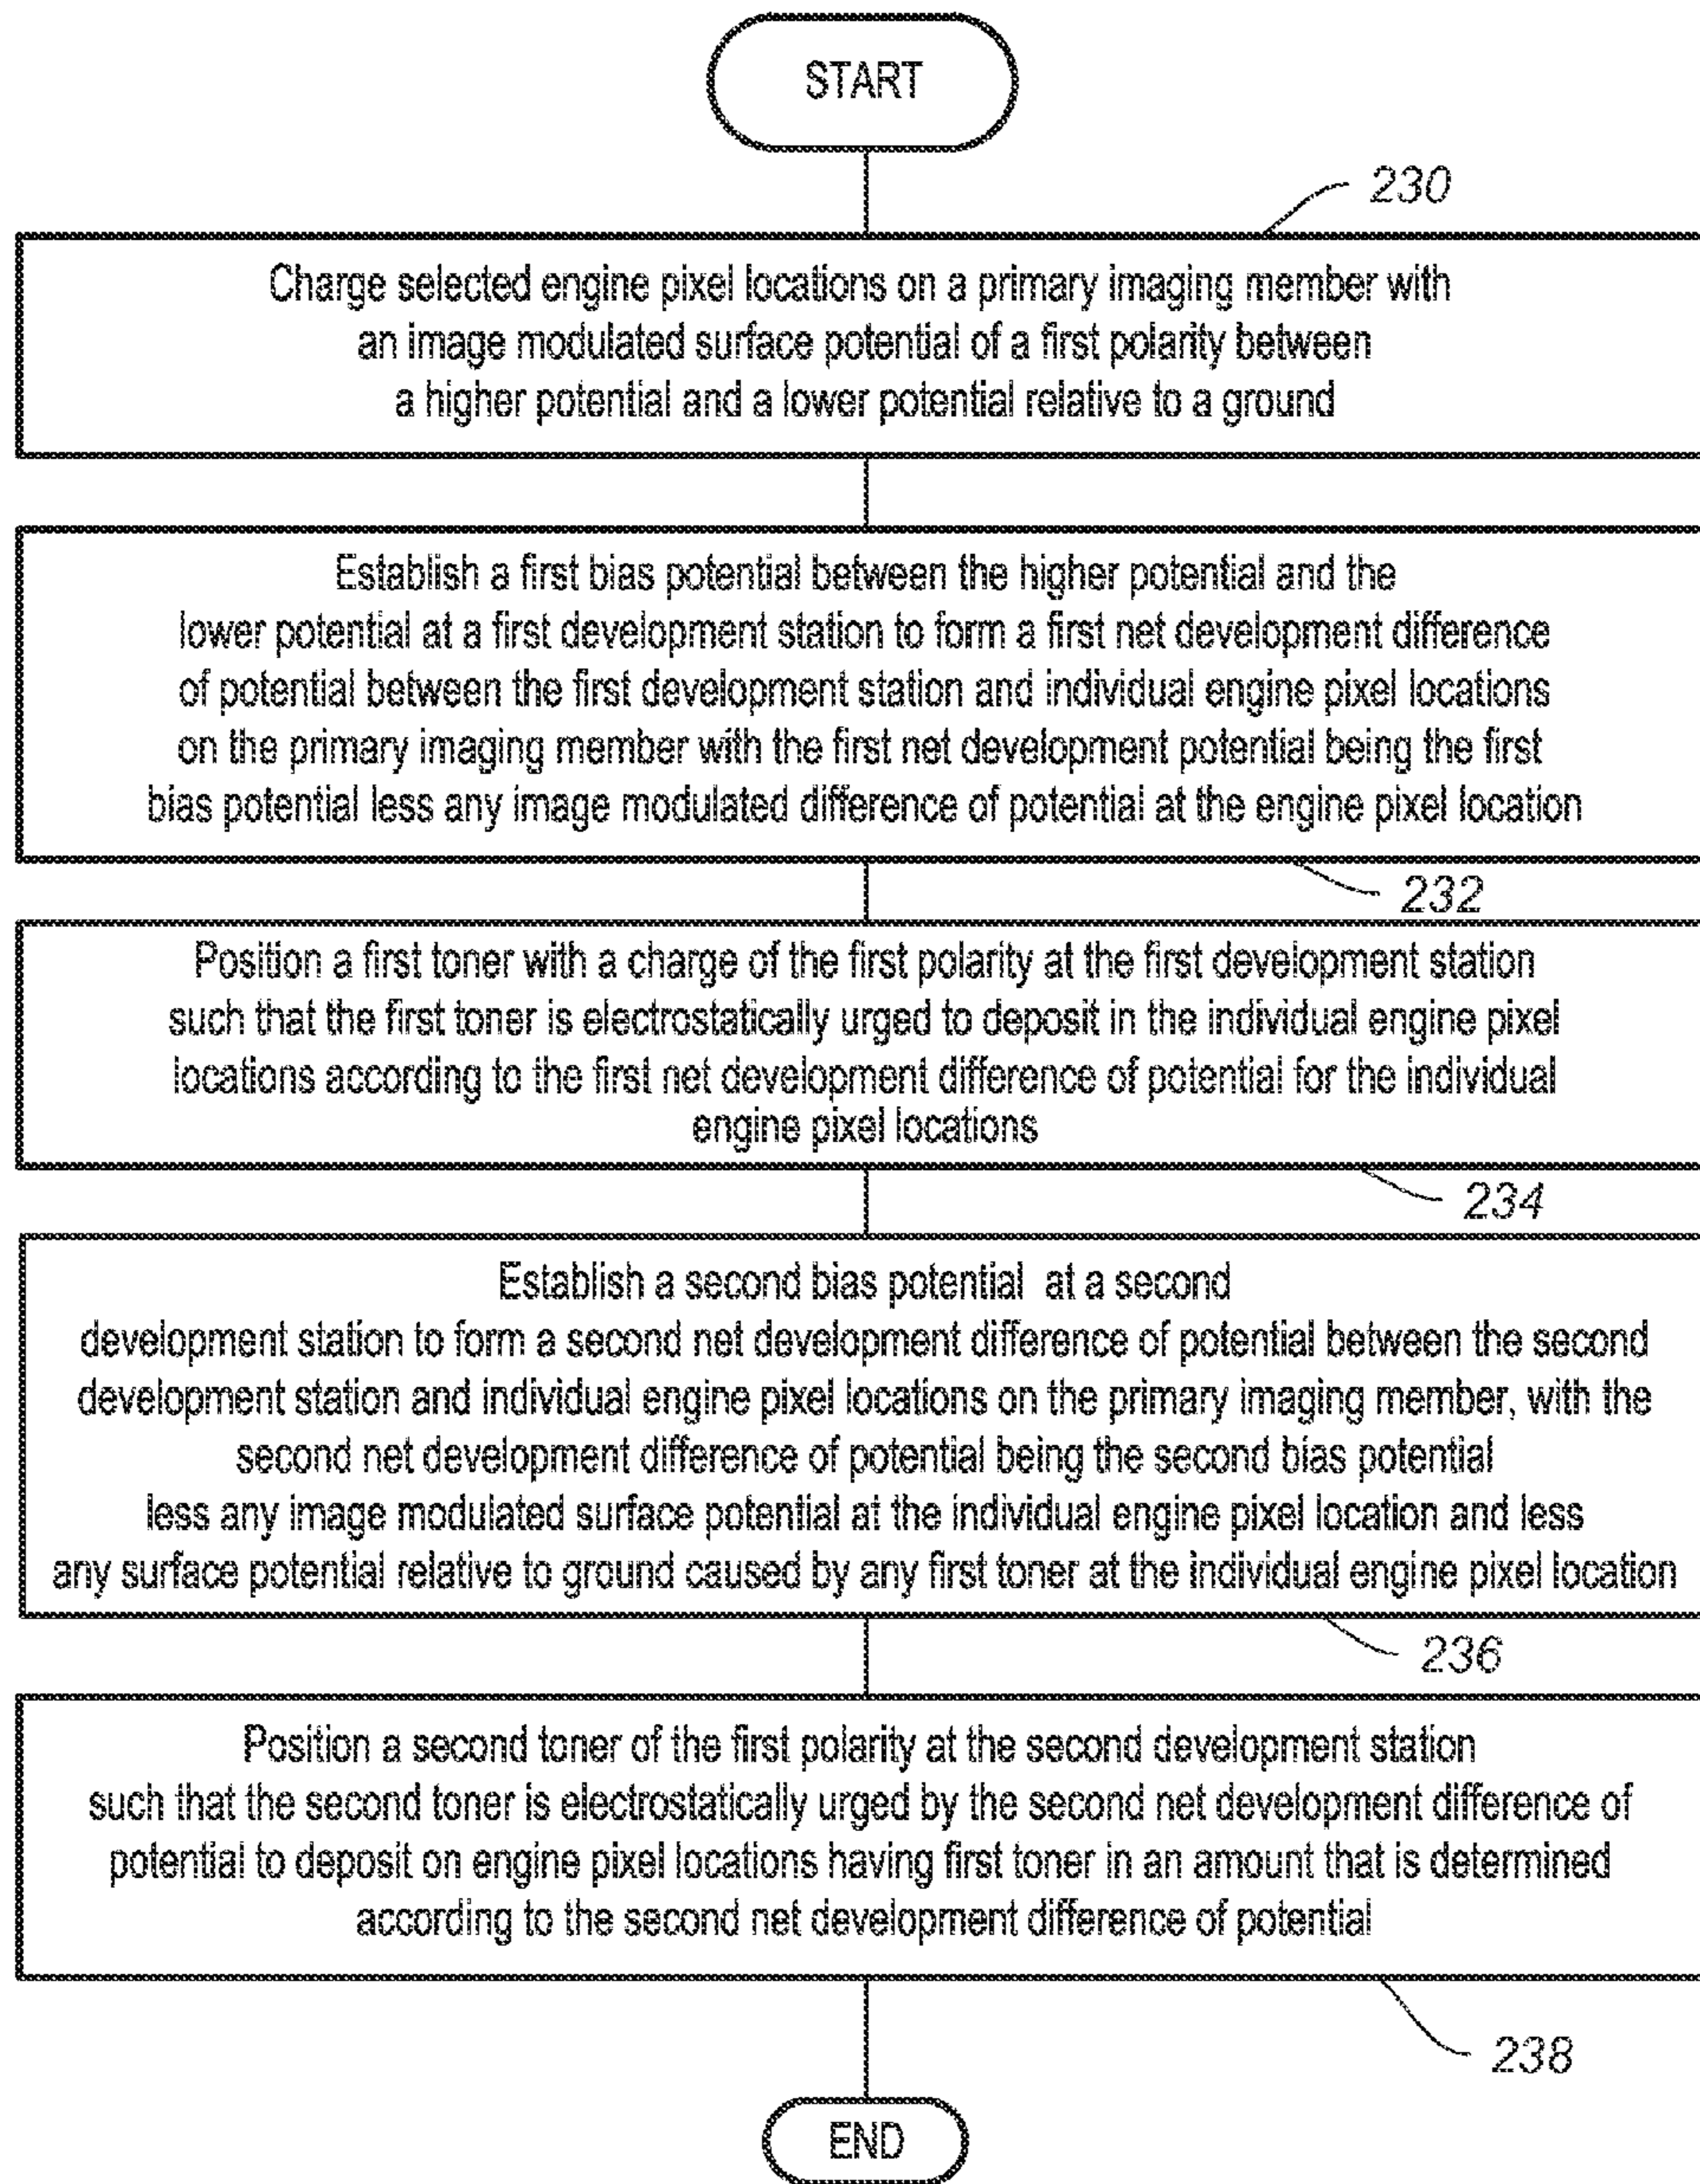 START
230
Charge selected engine pixel locations on a primary imaging member with
an image modulated surface potential of a first polarity between
a higher potential and a lower potential relative to a ground
Establish a first bias potential between the higher potential and the
lower potential at a first development station to form a first net development difference
of potential between the first development station and individual engine pixel locations
on the primary imaging member with the first net development potential being the first
bias potential less any image modulated difference of potential at the engine pixel location
232
Position a first toner with a charge of the first polarity at the first development station
such that the first toner is electrostatically urged to deposit in the individual engine pixel
locations according to the first net development difference of potential for the individual
engine pixel locations
234
Establish a second bias potential at a second
development station to form a second net development difference of potential between the second
development station and individual engine pixel locations on the primary imaging member, with the
second net development difference of potential being the second bias potential
less any image modulated surface potential at the individual engine pixel location and less
any surface potential relative to ground caused by any first toner at the individual engine pixel location
236
Position a second toner of the first polarity at the second development station
such that the second toner is electrostatically urged by the second net development difference of
potential to deposit on engine pixel locations having first toner in an amount that is determined
according to the second net development difference of potential
238
END